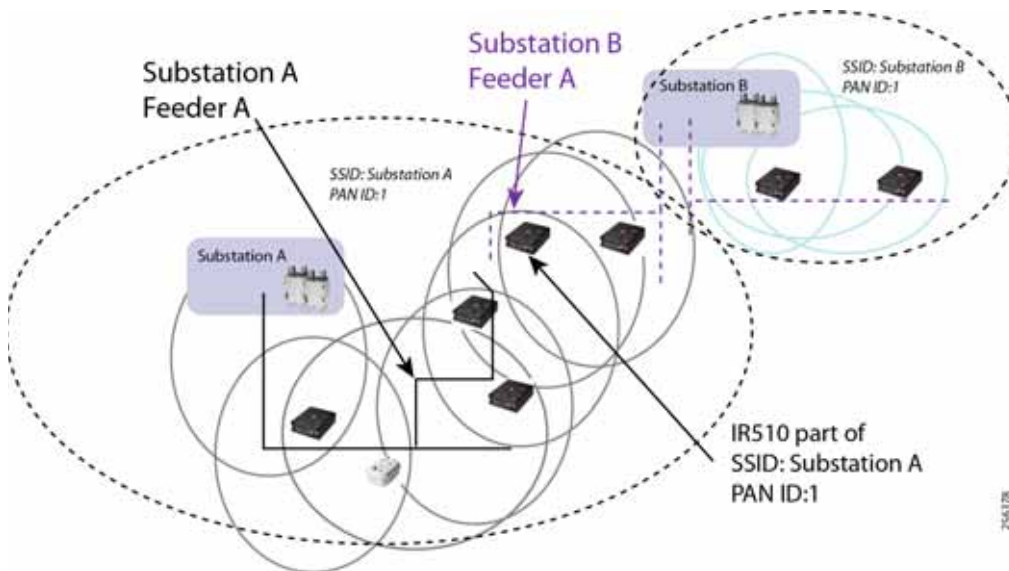 Substation A
Feeder A
Substation B
Feeder A
Substation B
SSID: Substation B
PAN ID:1
SSID: Substation A
PAN ID:1
Substation A
IR510 part of
SSID: Substation A
PAN ID:1
256378